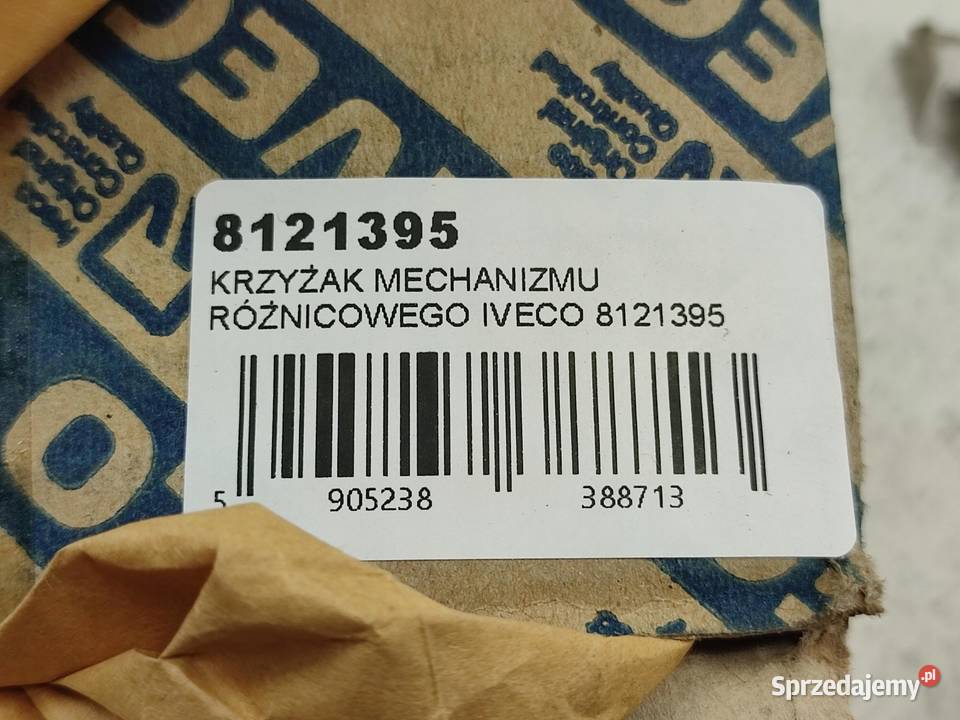 8121395
KRZYŻAK MECHANIZMU
RÓŻNICOWEGO IVECO 8121395
5 905238 388713
Sprzedajemy.pl